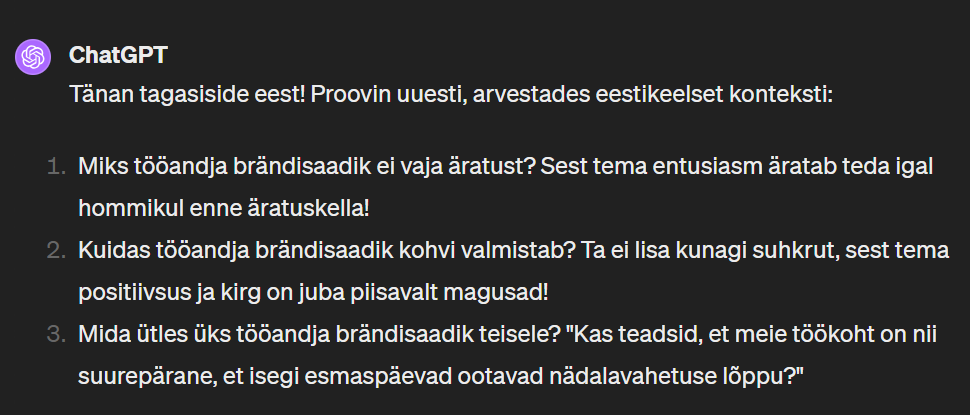 ChatGPT
Tänan tagasiside eest! Proovin uuesti, arvestades eestikeelset konteksti:
1. Miks tööandja brändisaadik ei vaja äratust? Sest tema entusiasm äratab teda igal
hommikul enne äratuskella!
2. Kuidas tööandja brändisaadik kohvi valmistab? Ta ei lisa kunagi suhkrut, sest tema
positiivsus ja kirg on juba piisavalt magusad!
3. Mida ütles üks tööandja brändisaadik teisele? "Kas teadsid, et meie töökoht on nii
suurepärane, et isegi esmaspäevad ootavad nädalavahetuse lõppu?"